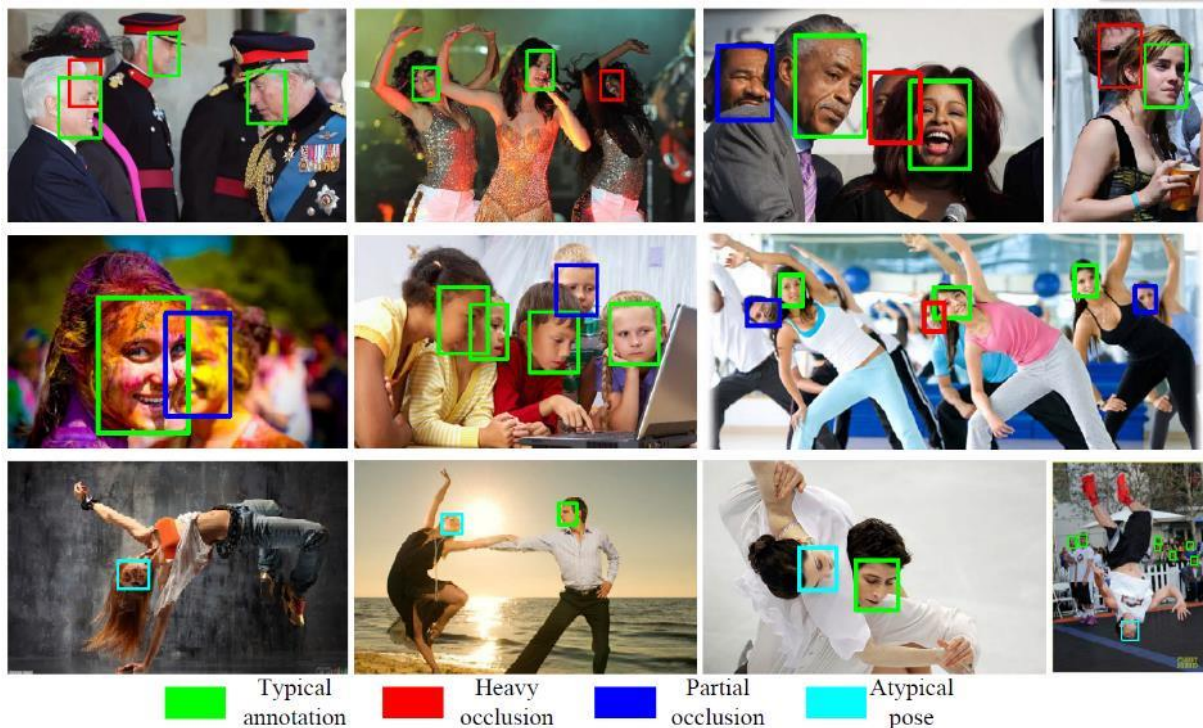 Typical
annotation
Heavy
occlusion
Partial
occlusion
Atypical
pose